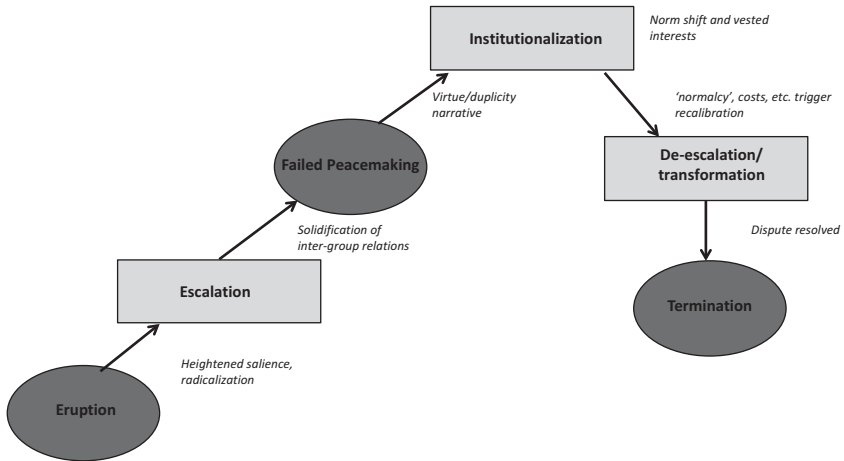 Institutionalization
Norm shift and vested
interests
Virtue/duplicity
narrative
'normalcy', costs, etc. trigger
recalibration
Failed Peacemaking
De-escalation/
transformation
Solidification of
inter-group relations
Dispute resolved
Escalation
Termination
Heightened salience,
radicalization
Eruption